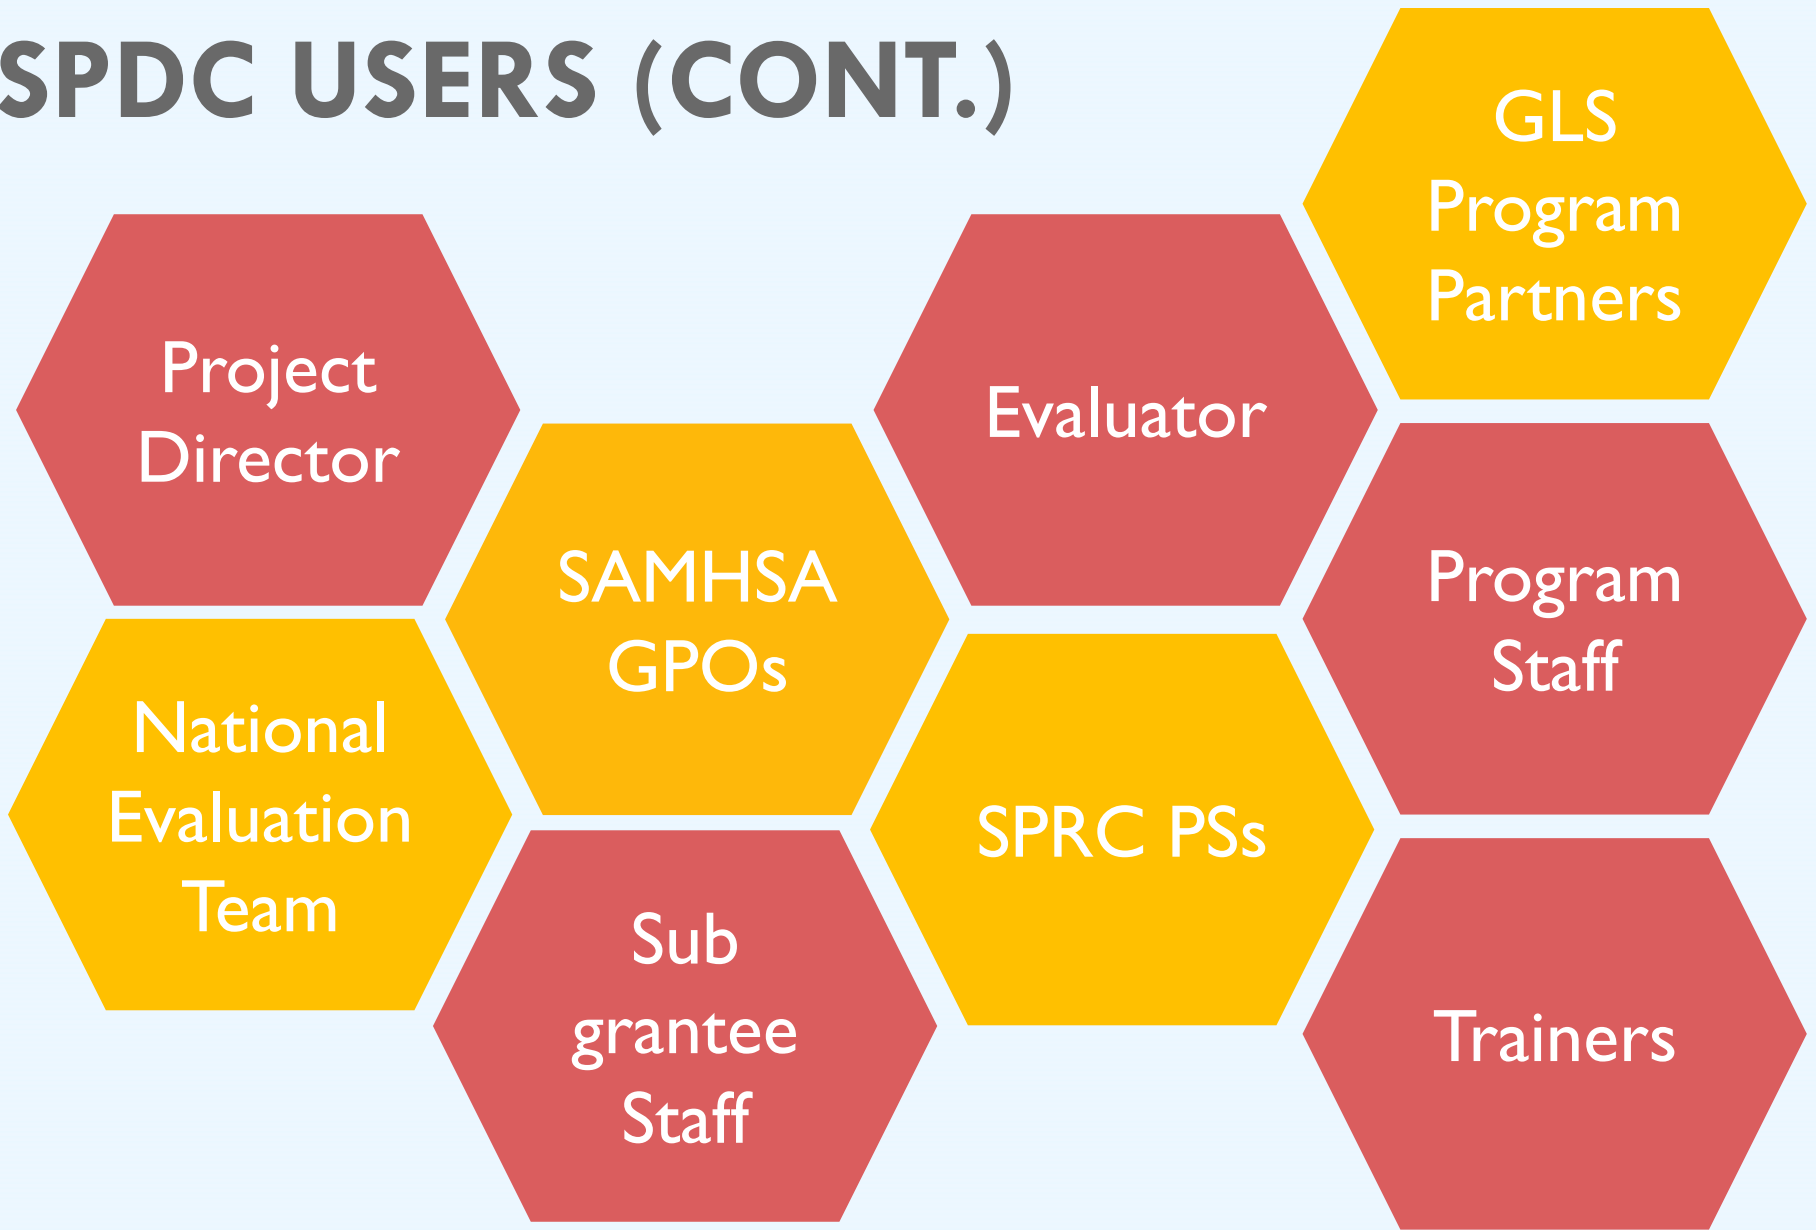 SPDC USERS (CONT.)
GLS
Program
Partners
Project
Director
Evaluator
SAMHSA
GPOs
Program
Staff
National
Evaluation
Team
SPRC PSs
Sub
grantee
Staff
Trainers